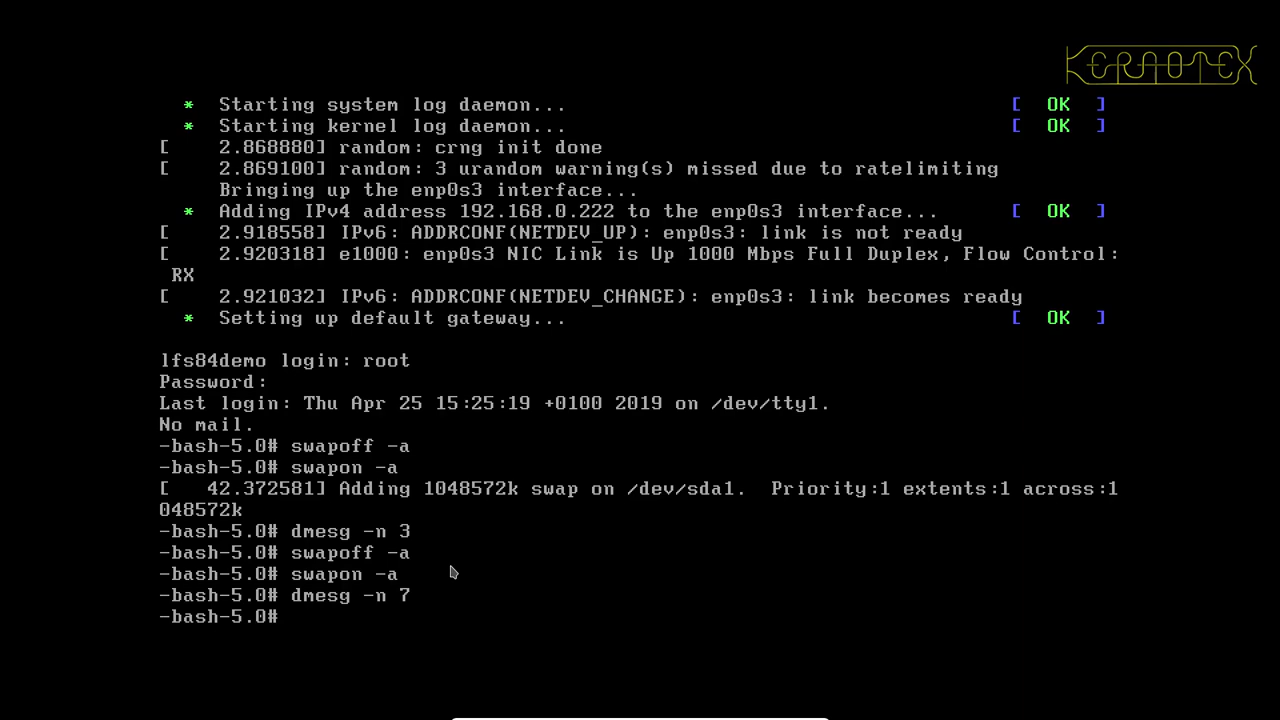 KERNOTEX
* Starting system log daemon... [ OK ]
* Starting kernel log daemon... [ OK ]
[ 2.868880] random: crng init done
[ 2.869100] random: 3 urandom warning(s) missed due to ratelimiting
Bringing up the enp0s3 interface...
* Adding IPv4 address 192.168.0.222 to the enp0s3 interface... [ OK ]
[ 2.918558] IPv6: ADDRCONF(NETDEV_UP): enp0s3: link is not ready
[ 2.920318] e1000: enp0s3 NIC Link is Up 1000 Mbps Full Duplex, Flow Control:
RX
[ 2.921032] IPv6: ADDRCONF(NETDEV_CHANGE): enp0s3: link becomes ready
* Setting up default gateway... [ OK ]
lfs84demo login: root
Password:
Last login: Thu Apr 25 15:25:19 +0100 2019 on /dev/tty1.
No mail.
-bash-5.0# swapoff -a
-bash-5.0# swapon -a
[ 42.372581] Adding 1048572k swap on /dev/sda1. Priority:1 extents:1 across:1
048572k
-bash-5.0# dmesg -n 3
-bash-5.0# swapoff -a
-bash-5.0# swapon -a
-bash-5.0# dmesg -n 7
-bash-5.0#